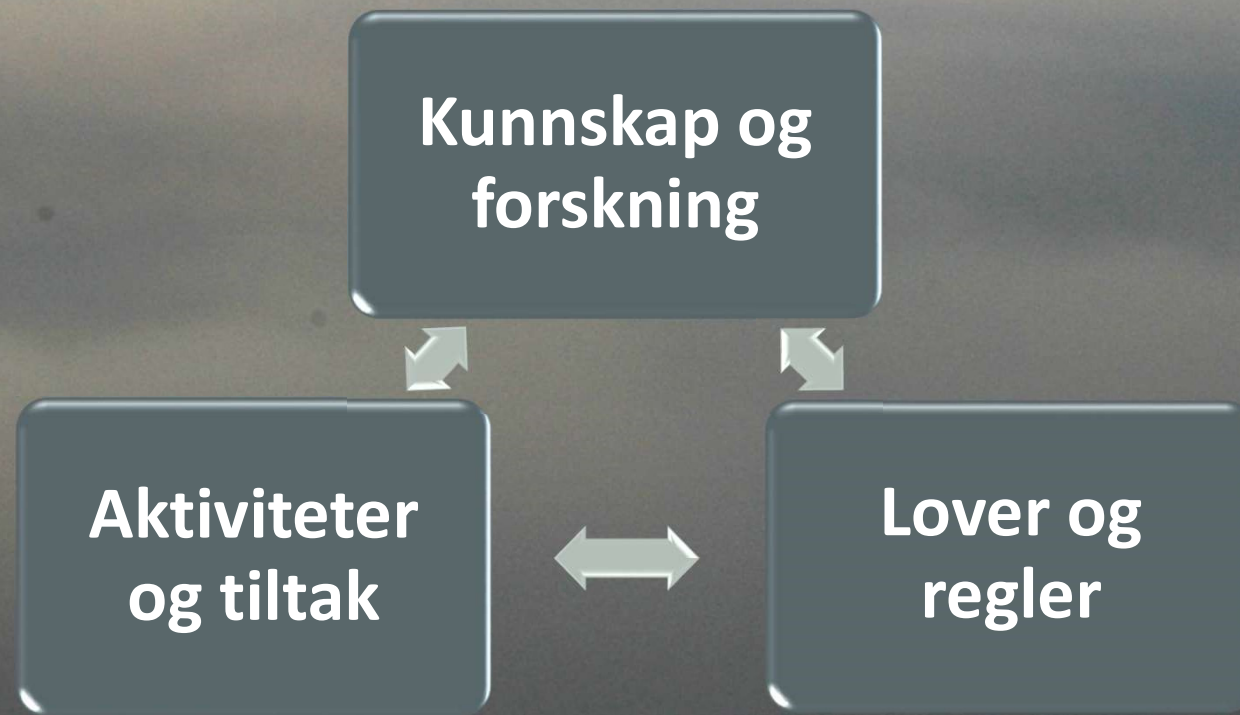 Kunnskap og
forskning
Aktiviteter
og tiltak
Lover og
regler